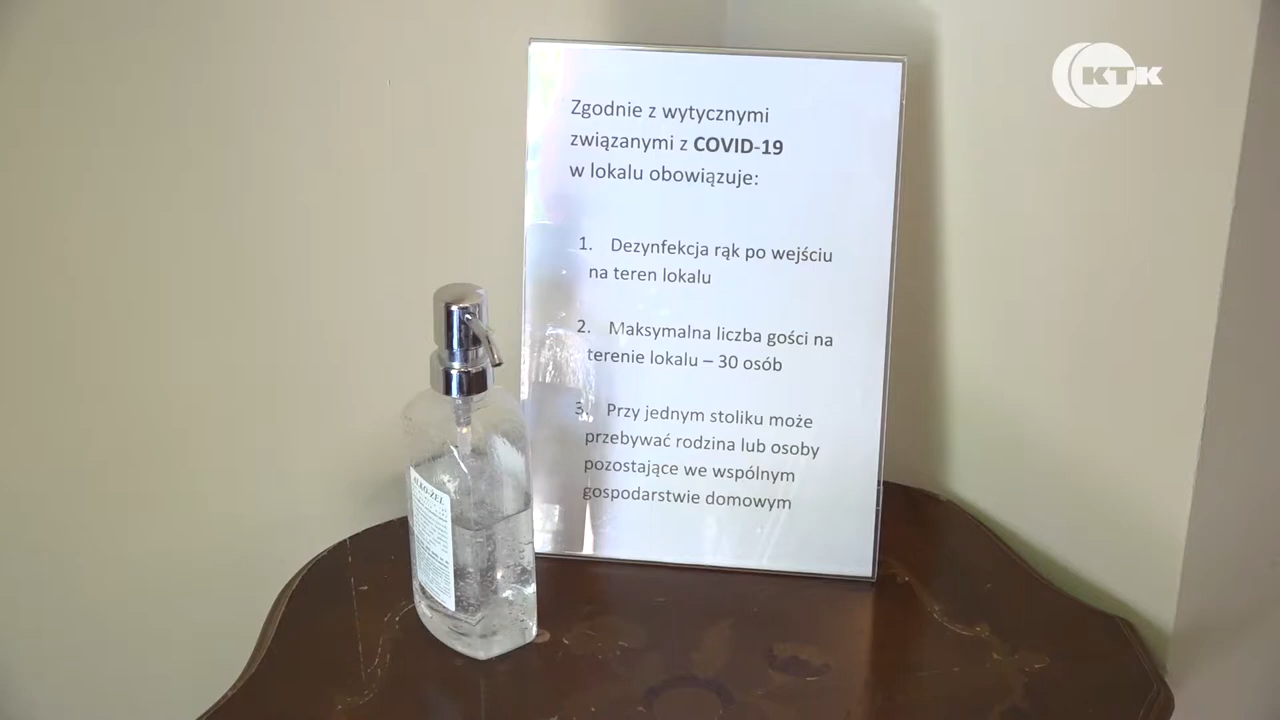 KTK
Zgodnie z wytycznymi
związanymi z COVID-19
w lokalu obowiązuje:
1. Dezynfekcja rąk po wejściu
na teren lokalu
2. Maksymalna liczba gości na
terenie lokalu – 30 osób
3. Przy jednym stoliku może
przebywać rodzina lub osoby
pozostające we wspólnym
gospodarstwie domowym
ALKO-ŻEL